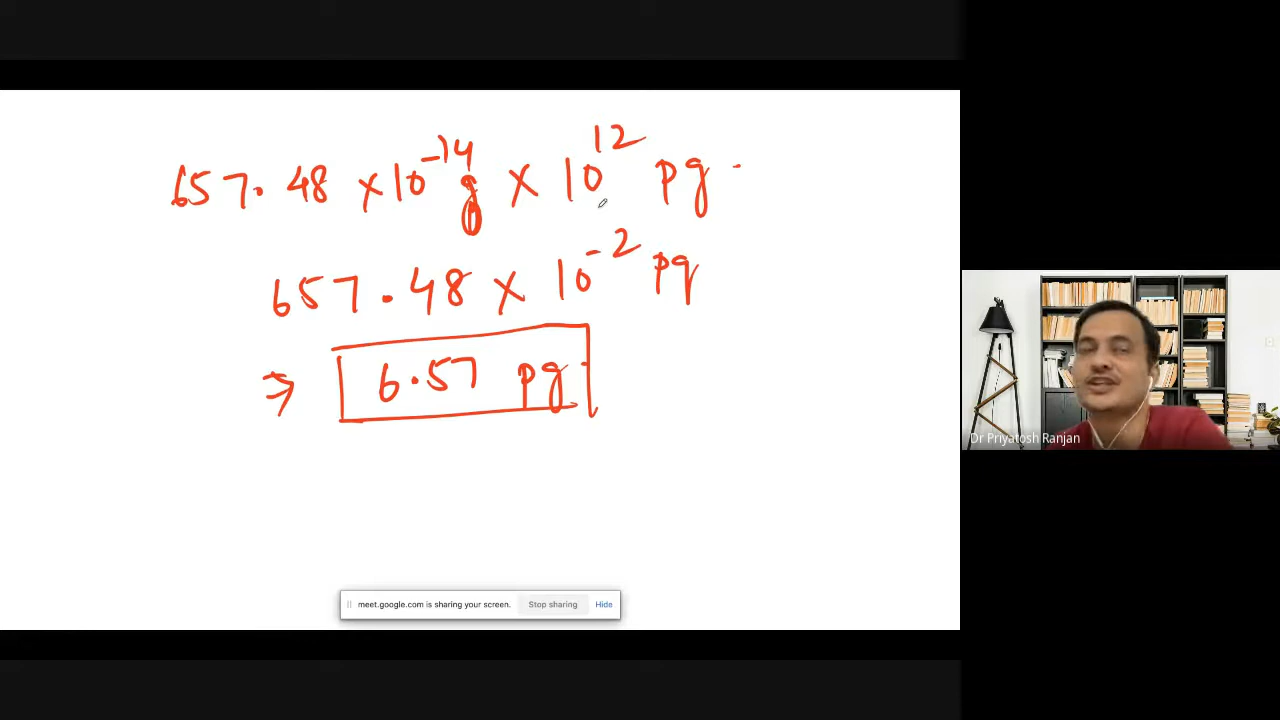 657.48 × 10⁻¹⁴ g × 10¹² pg.
657.48 × 10⁻² pg
⇒ 6.57 pg
Dr Priyatosh Ranjan
meet.google.com is sharing your screen. Stop sharing Hide